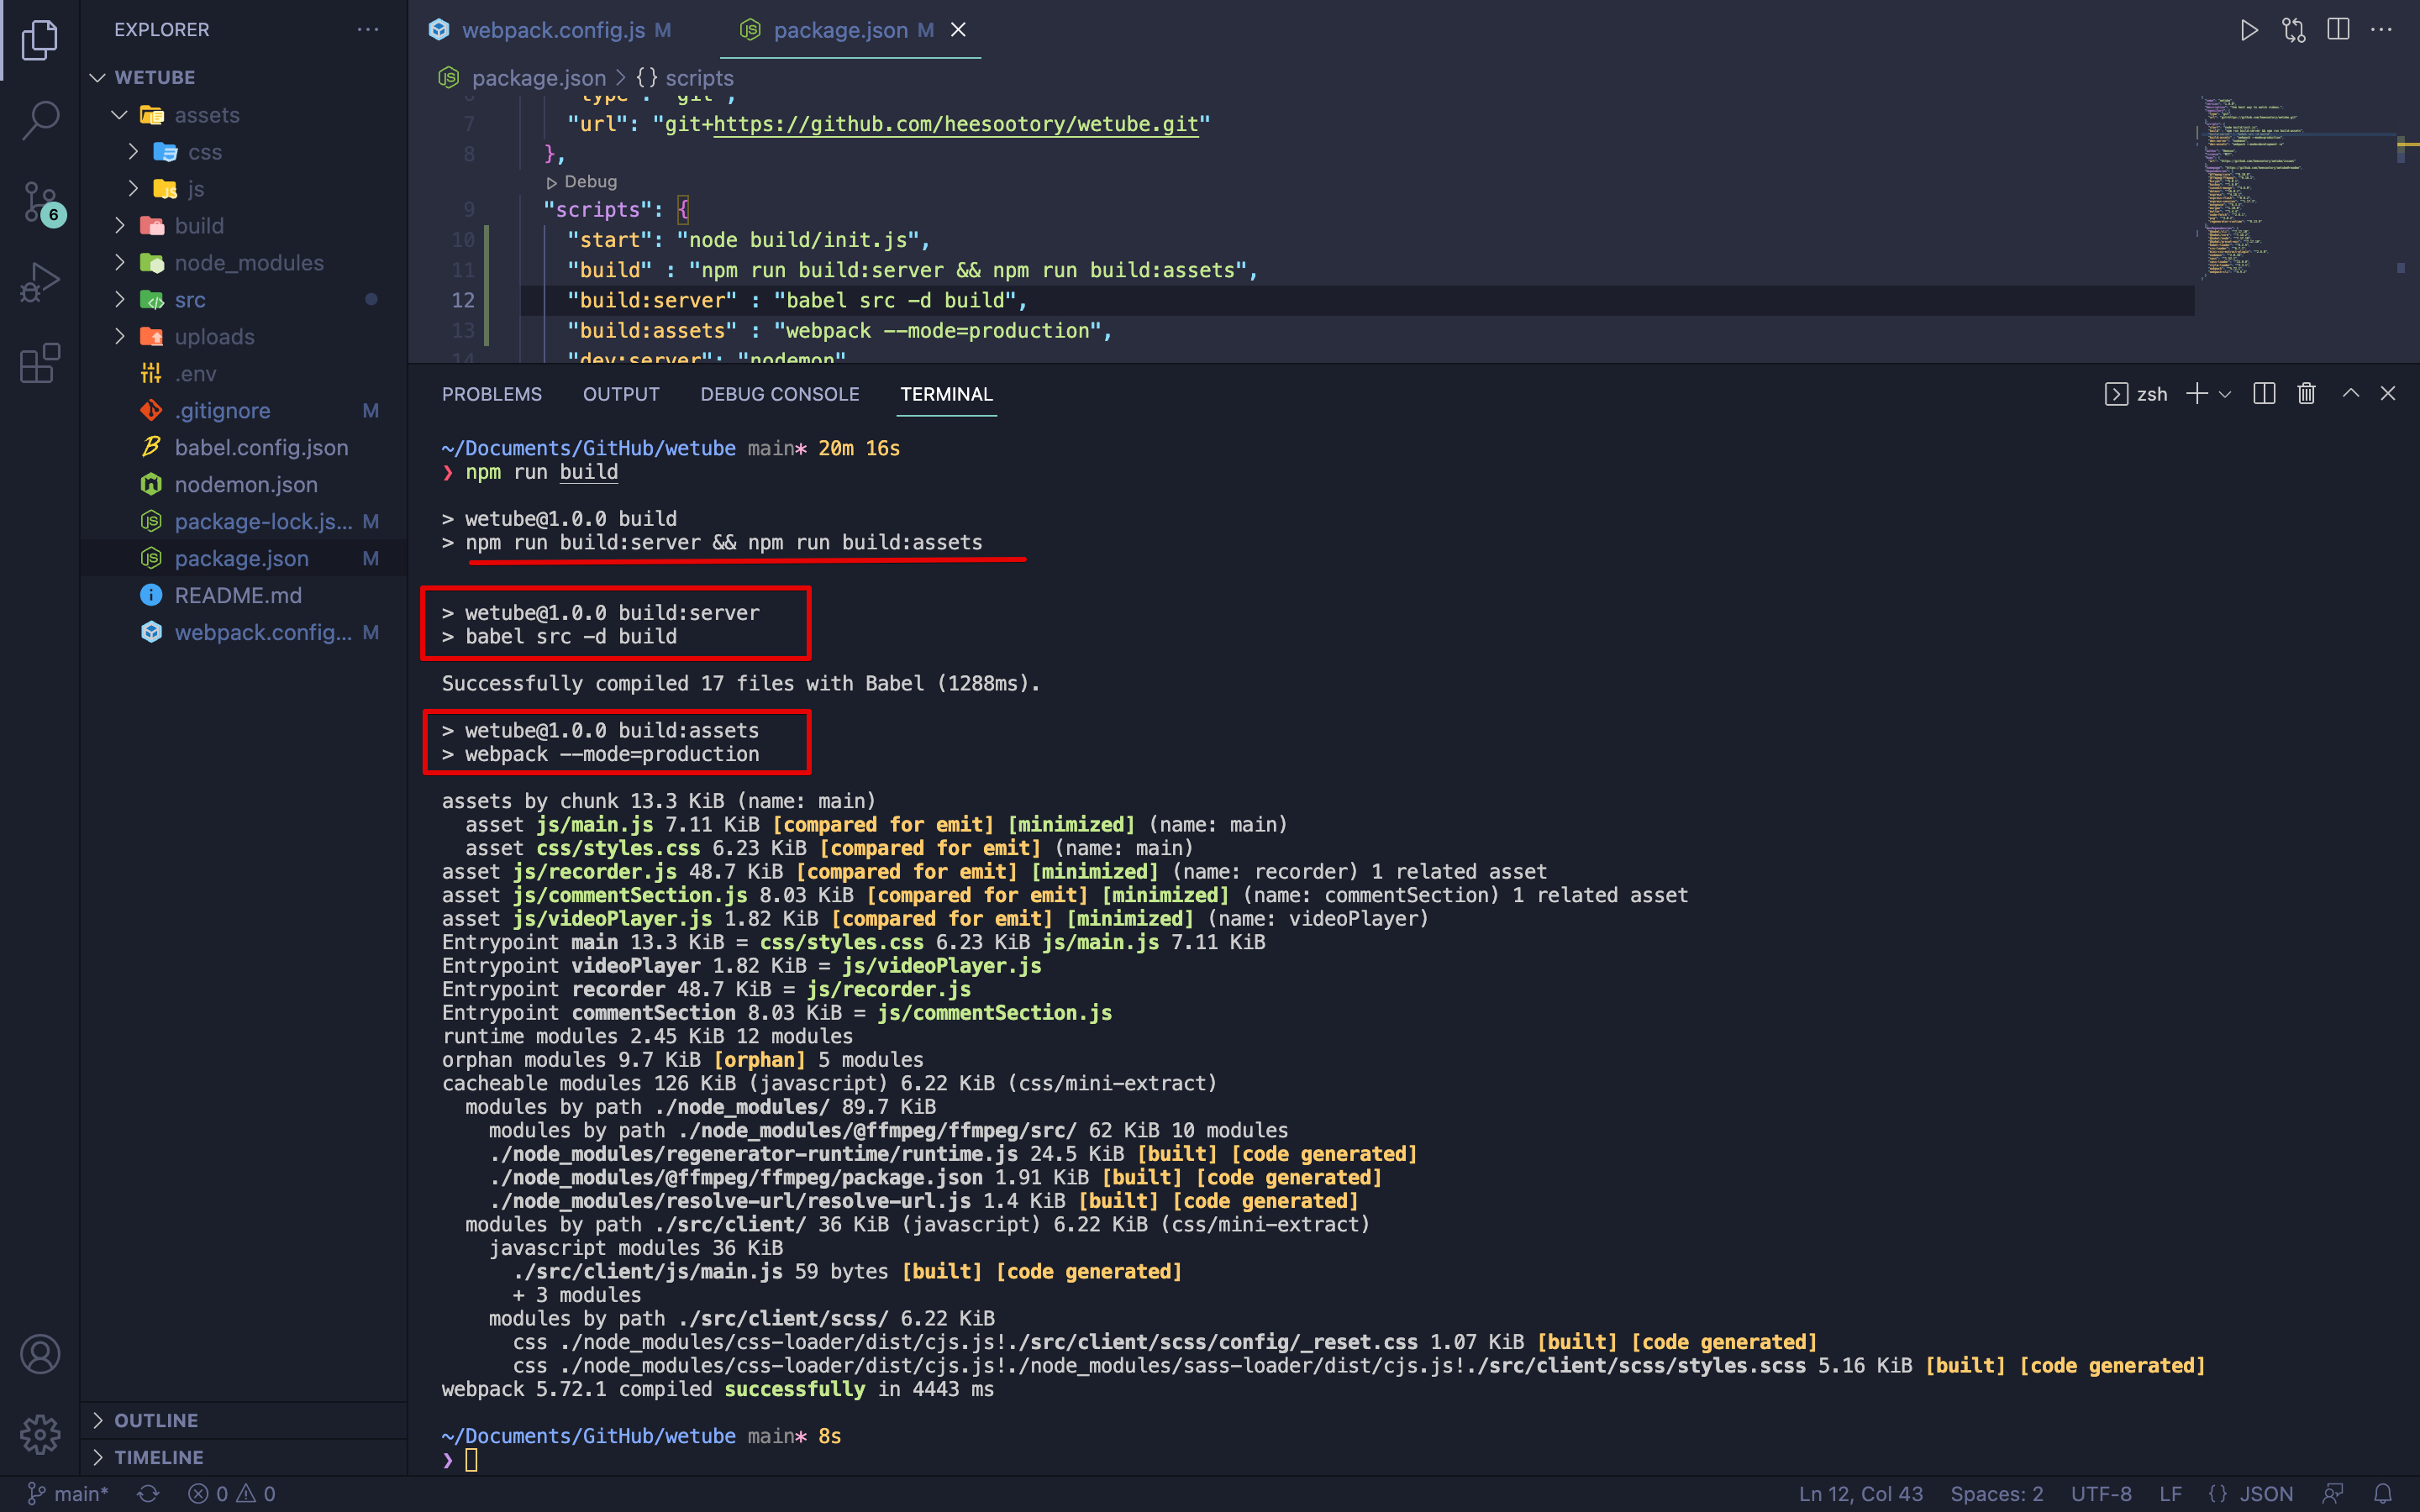 EXPLORER
WETUBE
assets
css
js
build
node_modules
src
uploads
.env
.gitignore M
babel.config.json
nodemon.json
package-lock.js... M
package.json M
README.md
webpack.config... M
OUTLINE
TIMELINE
6
webpack.config.js M
package.json M
package.json > {} scripts
"type": "git",
7 "url": "git+https://github.com/heesootory/wetube.git"
8 },
Debug
9 "scripts": {
10 "start": "node build/init.js",
11 "build" : "npm run build:server && npm run build:assets",
12 "build:server" : "babel src -d build",
13 "build:assets" : "webpack --mode=production",
14 "dev:server": "nodemon"
PROBLEMS OUTPUT DEBUG CONSOLE TERMINAL
zsh
~/Documents/GitHub/wetube main* 20m 16s
❯ npm run build
> wetube@1.0.0 build
> npm run build:server && npm run build:assets
> wetube@1.0.0 build:server
> babel src -d build
Successfully compiled 17 files with Babel (1288ms).
> wetube@1.0.0 build:assets
> webpack --mode=production
assets by chunk 13.3 KiB (name: main)
asset js/main.js 7.11 KiB [compared for emit] [minimized] (name: main)
asset css/styles.css 6.23 KiB [compared for emit] (name: main)
asset js/recorder.js 48.7 KiB [compared for emit] [minimized] (name: recorder) 1 related asset
asset js/commentSection.js 8.03 KiB [compared for emit] [minimized] (name: commentSection) 1 related asset
asset js/videoPlayer.js 1.82 KiB [compared for emit] [minimized] (name: videoPlayer)
Entrypoint main 13.3 KiB = css/styles.css 6.23 KiB js/main.js 7.11 KiB
Entrypoint videoPlayer 1.82 KiB = js/videoPlayer.js
Entrypoint recorder 48.7 KiB = js/recorder.js
Entrypoint commentSection 8.03 KiB = js/commentSection.js
runtime modules 2.45 KiB 12 modules
orphan modules 9.7 KiB [orphan] 5 modules
cacheable modules 126 KiB (javascript) 6.22 KiB (css/mini-extract)
modules by path ./node_modules/ 89.7 KiB
modules by path ./node_modules/@ffmpeg/ffmpeg/src/ 62 KiB 10 modules
./node_modules/regenerator-runtime/runtime.js 24.5 KiB [built] [code generated]
./node_modules/@ffmpeg/ffmpeg/package.json 1.91 KiB [built] [code generated]
./node_modules/resolve-url/resolve-url.js 1.4 KiB [built] [code generated]
modules by path ./src/client/ 36 KiB (javascript) 6.22 KiB (css/mini-extract)
javascript modules 36 KiB
./src/client/js/main.js 59 bytes [built] [code generated]
+ 3 modules
modules by path ./src/client/scss/ 6.22 KiB
css ./node_modules/css-loader/dist/cjs.js!./src/client/scss/config/_reset.css 1.07 KiB [built] [code generated]
css ./node_modules/css-loader/dist/cjs.js!./node_modules/sass-loader/dist/cjs.js!./src/client/scss/styles.scss 5.16 KiB [built] [code generated]
webpack 5.72.1 compiled successfully in 4443 ms
~/Documents/GitHub/wetube main* 8s
❯
main* 0 0 Ln 12, Col 43 Spaces: 2 UTF-8 LF {} JSON